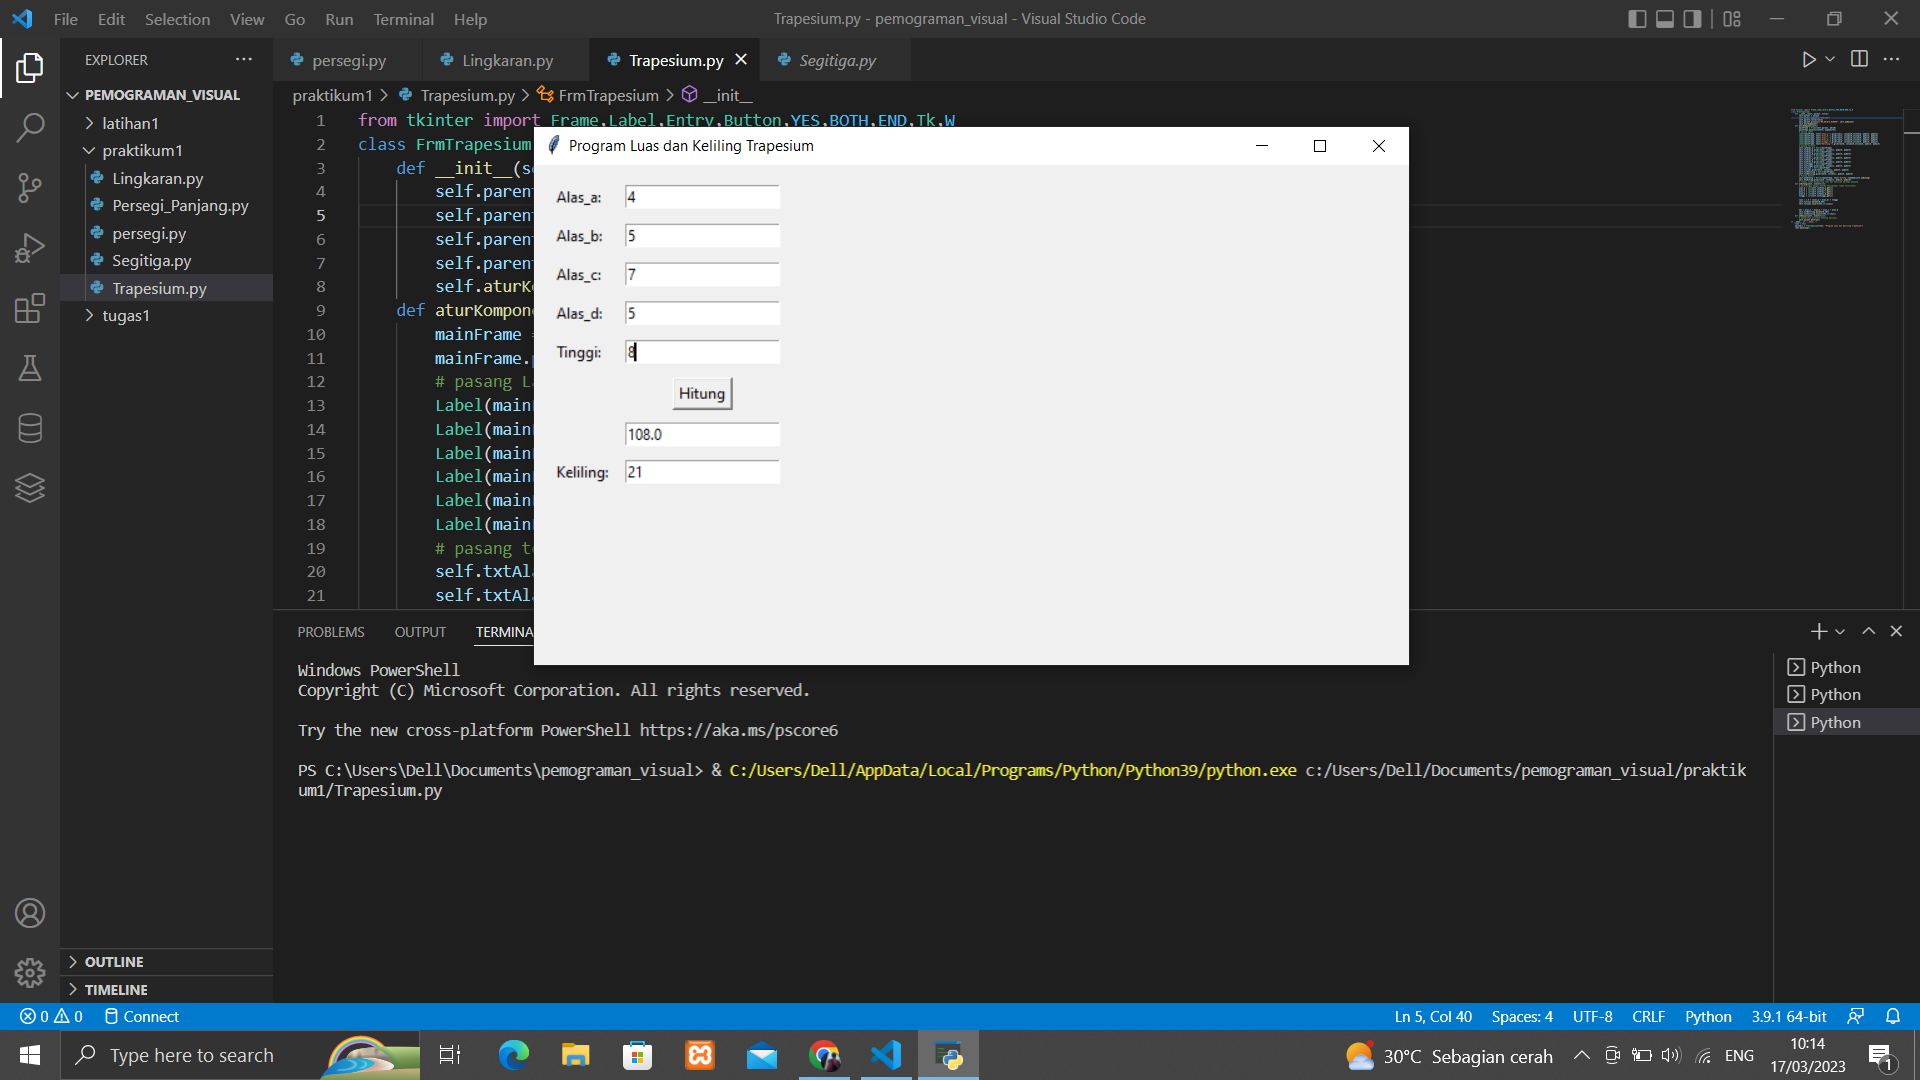 File Edit Selection View Go Run Terminal Help
Trapesium.py - pemograman_visual - Visual Studio Code
EXPLORER
PEMOGRAMAN_VISUAL
latihan1
praktikum1
Lingkaran.py
Persegi_Panjang.py
persegi.py
Segitiga.py
Trapesium.py
tugas1
OUTLINE
TIMELINE
persegi.py Lingkaran.py Trapesium.py Segitiga.py
praktikum1 > Trapesium.py > FrmTrapesium > __init__
1 from tkinter import Frame,Label,Entry,Button,YES,BOTH,END,Tk,W
2 class FrmTrapesium
3 def __init__(s
4 self.paren
5 self.paren
6 self.paren
7 self.paren
8 self.aturK
9 def aturKompon
10 mainFrame
11 mainFrame.
12 # pasang L
13 Label(main
14 Label(main
15 Label(main
16 Label(main
17 Label(main
18 Label(main
19 # pasang t
20 self.txtAl
21 self.txtAl
Program Luas dan Keliling Trapesium
Alas_a: 4
Alas_b: 5
Alas_c: 7
Alas_d: 5
Tinggi: 8
Hitung
108.0
Keliling: 21
PROBLEMS OUTPUT TERMINA
Windows PowerShell
Copyright (C) Microsoft Corporation. All rights reserved.
Try the new cross-platform PowerShell https://aka.ms/pscore6
PS C:\Users\Dell\Documents\pemograman_visual> & C:/Users/Dell/AppData/Local/Programs/Python/Python39/python.exe c:/Users/Dell/Documents/pemograman_visual/praktik
um1/Trapesium.py
Python
Python
Python
0 0 Connect
Ln 5, Col 40 Spaces: 4 UTF-8 CRLF Python 3.9.1 64-bit
Type here to search
30°C Sebagian cerah
ENG
10:14
17/03/2023
1